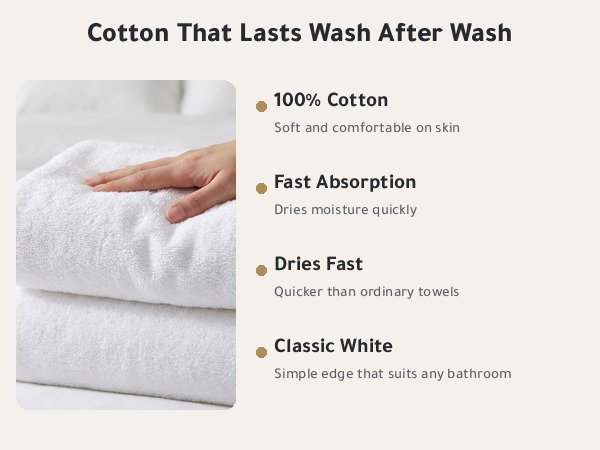 Cotton That Lasts Wash After Wash
100% Cotton
Soft and comfortable on skin
Fast Absorption
Dries moisture quickly
Dries Fast
Quicker than ordinary towels
Classic White
Simple edge that suits any bathroom